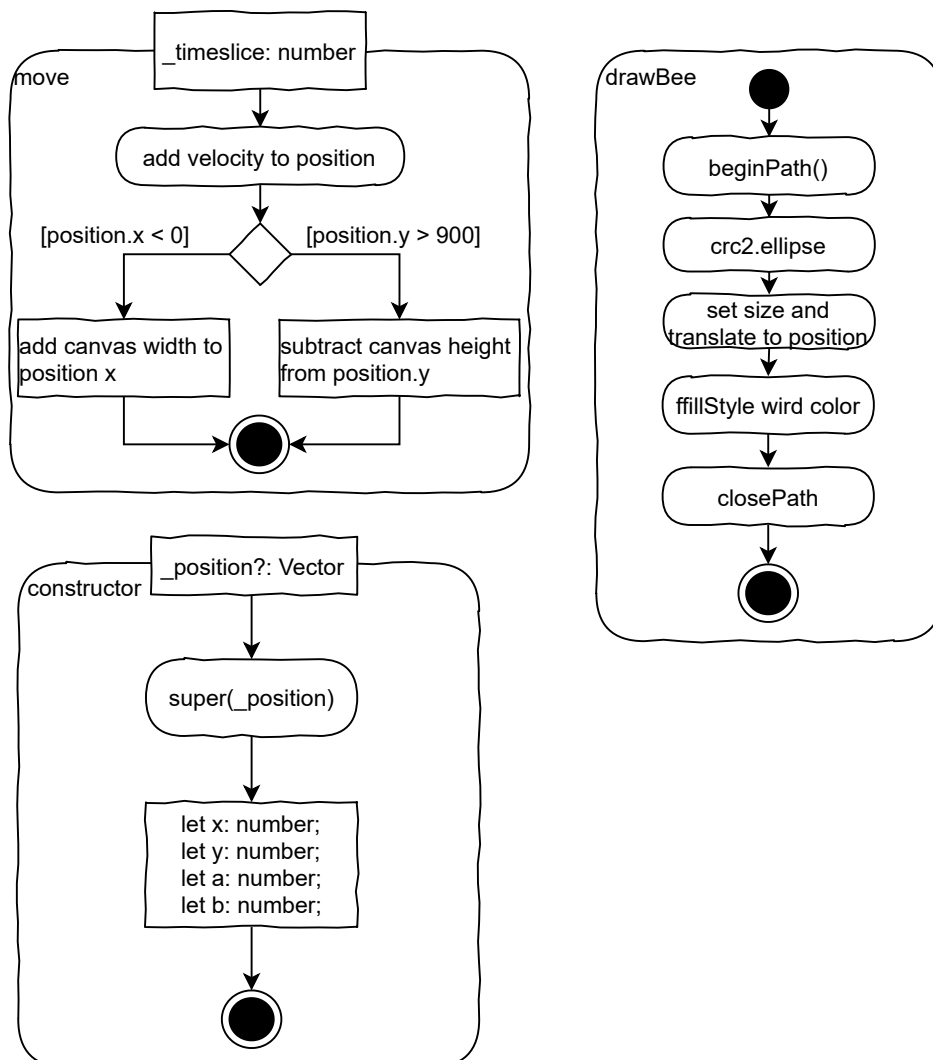 _timeslice: number
move
add velocity to position
[position.x < 0]
[position.y > 900]
add canvas width to
position x
subtract canvas height
from position.y
drawBee
beginPath()
crc2.ellipse
set size and
translate to position
ffillStyle wird color
closePath
_position?: Vector
constructor
super(_position)
let x: number;
let y: number;
let a: number;
let b: number;